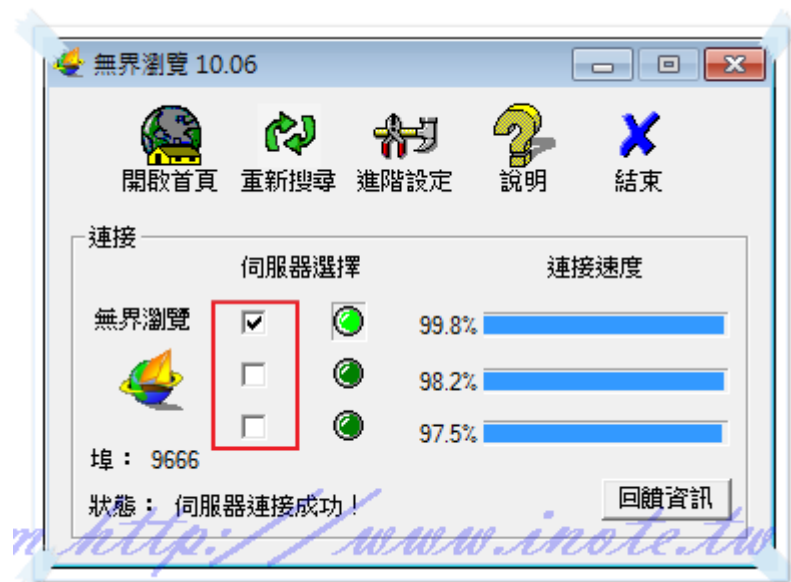 無界瀏覽 10.06
開啟首頁 重新搜尋 進階設定 說明 結束
連接
伺服器選擇 連接速度
無界瀏覽 99.8%
98.2%
97.5%
埠： 9666
狀態： 伺服器連接成功！
回饋資訊
m http://www.inote.tw